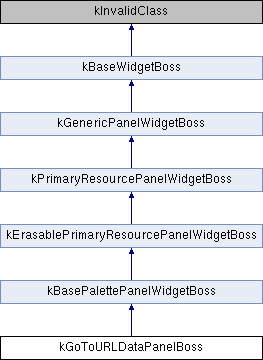 kInvalidClass
kBaseWidgetBoss
kGenericPanelWidgetBoss
kPrimaryResourcePanelWidgetBoss
kErasablePrimaryResourcePanelWidgetBoss
kBasePalettePanelWidgetBoss
kGoToURLDataPanelBoss